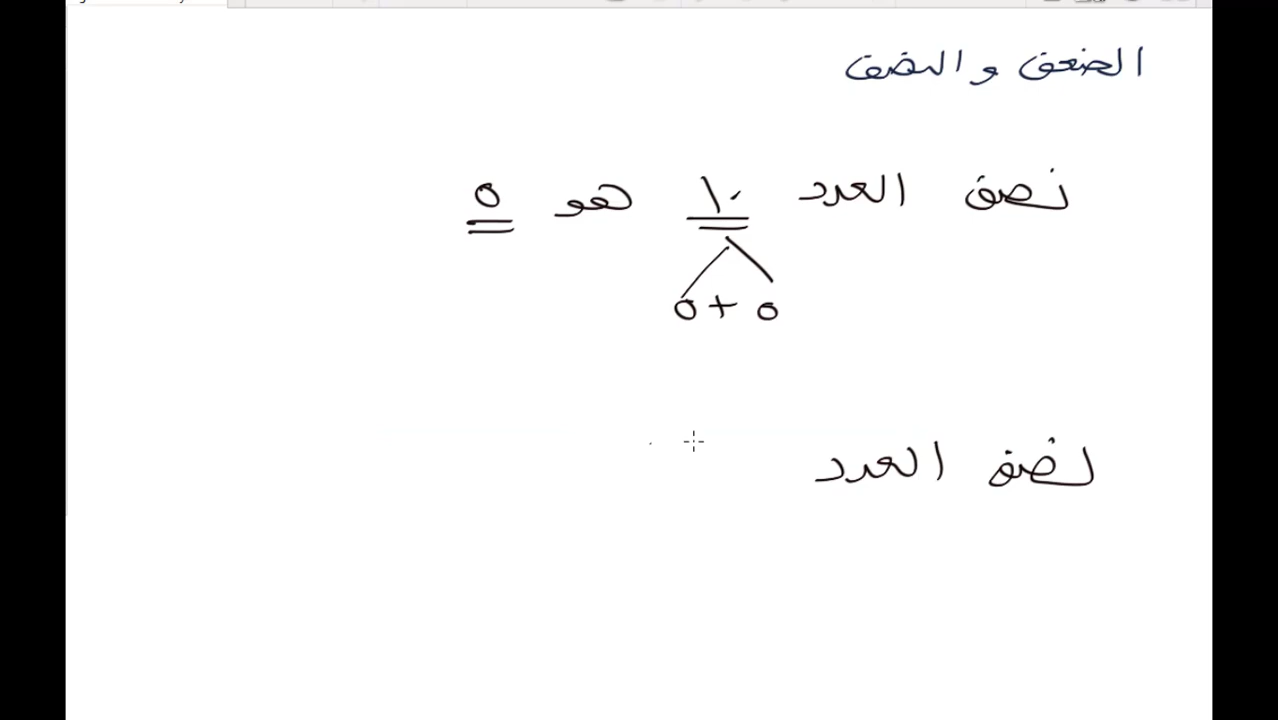 الضعف والنصف
نصف العدد ١٠ هو ٥
٥ + ٥
نصف العدد